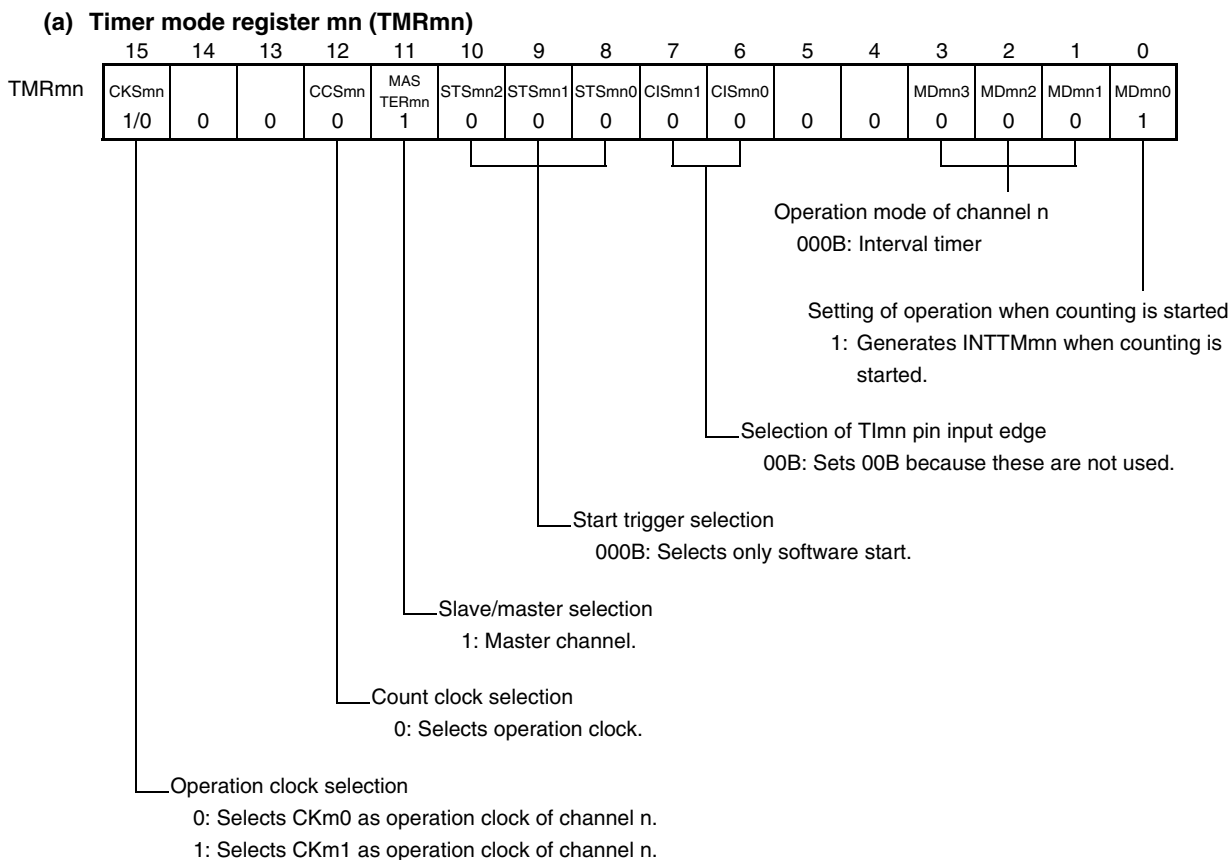 (a) Timer mode register mn (TMRmn)
15 14 13 12 11 10 9 8 7 6 5 4 3 2 1 0
TMRmn CKSmn CCSmn MAS TERmn STSmn2 STSmn1 STSmn0 CISmn1 CISmn0 MDmn3 MDmn2 MDmn1 MDmn0
1/0 0 0 0 1 0 0 0 0 0 0 0 0 0 0 1
Operation mode of channel n
000B: Interval timer
Setting of operation when counting is started
1: Generates INTTMmn when counting is
started.
Selection of TImn pin input edge
00B: Sets 00B because these are not used.
Start trigger selection
000B: Selects only software start.
Slave/master selection
1: Master channel.
Count clock selection
0: Selects operation clock.
Operation clock selection
0: Selects CKm0 as operation clock of channel n.
1: Selects CKm1 as operation clock of channel n.